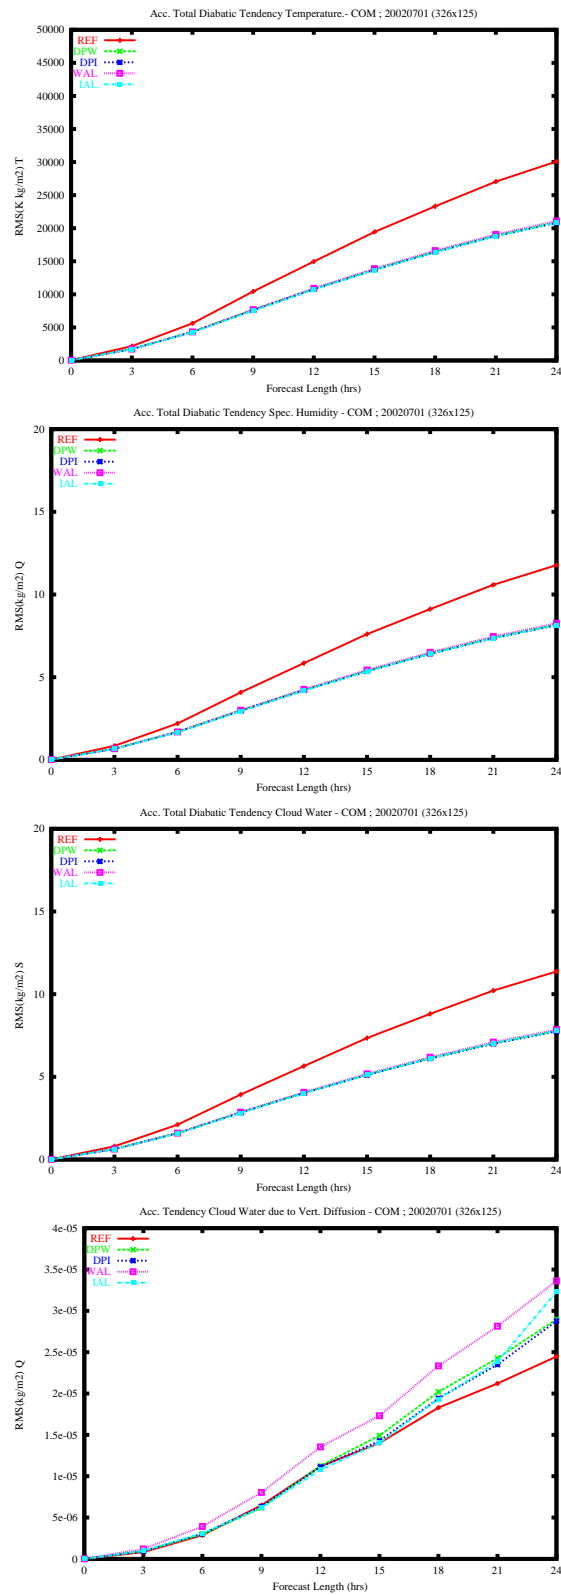 Acc. Total Diabatic Tendency Temperature.- COM ; 20020701 (326x125)
50000
45000
40000
35000
30000
25000
20000
15000
10000
5000
0
RMS(K kg/m2) T
REF
DPW
DPI
WAL
IAL
0 3 6 9 12 15 18 21 24
Forecast Length (hrs)
Acc. Total Diabatic Tendency Spec. Humidity - COM ; 20020701 (326x125)
20
15
10
5
0
RMS(kg/m2) Q
REF
DPW
DPI
WAL
IAL
0 3 6 9 12 15 18 21 24
Forecast Length (hrs)
Acc. Total Diabatic Tendency Cloud Water - COM ; 20020701 (326x125)
20
15
10
5
0
RMS(kg/m2) S
REF
DPW
DPI
WAL
IAL
0 3 6 9 12 15 18 21 24
Forecast Length (hrs)
Acc. Tendency Cloud Water due to Vert. Diffusion - COM ; 20020701 (326x125)
4e-05
3.5e-05
3e-05
2.5e-05
2e-05
1.5e-05
1e-05
5e-06
0
RMS(kg/m2) Q
REF
DPW
DPI
WAL
IAL
0 3 6 9 12 15 18 21 24
Forecast Length (hrs)